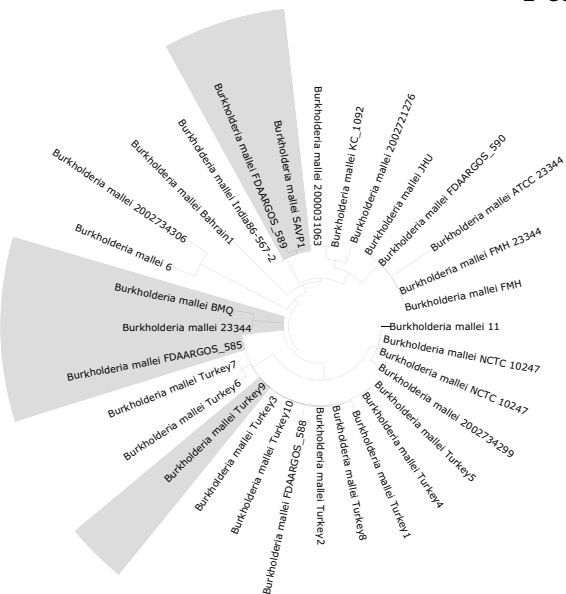 Burkholderia mallei 2000031063
Burkholderia mallei KC_1092
Burkholderia mallei 2002721276
Burkholderia mallei JHU
Burkholderia mallei FDAARGOS_590
Burkholderia mallei ATCC 23344
Burkholderia mallei FMH 23344
Burkholderia mallei FMH
Burkholderia mallei 11
Burkholderia mallei NCTC 10247
Burkholderia mallei NCTC 10247
Burkholderia mallei 2002734299
Burkholderia mallei Turkey5
Burkholderia mallei Turkey4
Burkholderia mallei Turkey1
Burkholderia mallei Turkey8
Burkholderia mallei Turkey2
Burkholderia mallei FDAARGOS_588
Burkholderia mallei Turkey10
Burkholderia mallei Turkey3
Burkholderia mallei Turkey9
Burkholderia mallei Turkey6
Burkholderia mallei Turkey7
Burkholderia mallei FDAARGOS_585
Burkholderia mallei 23344
Burkholderia mallei BMQ
Burkholderia mallei 6
Burkholderia mallei 2002734306
Burkholderia mallei Bahrain1
Burkholderia mallei India86-567-2
Burkholderia mallei FDAARGOS_589
Burkholderia mallei SAVP1